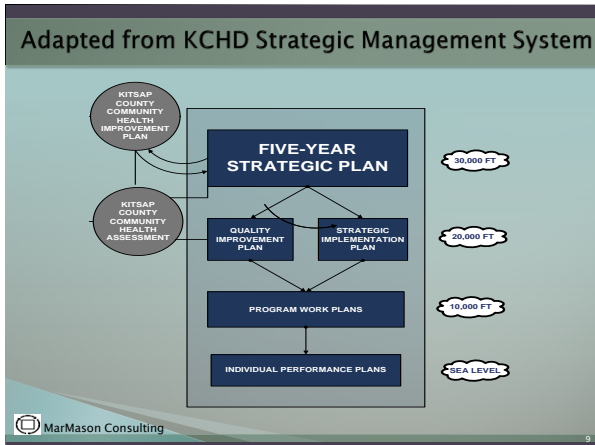 Adapted from KCHD Strategic Management System
KITSAP
COUNTY
COMMUNITY
HEALTH
IMPROVEMENT
PLAN
FIVE-YEAR
STRATEGIC PLAN
30,000 FT
KITSAP
COUNTY
COMMUNITY
HEALTH
ASSESSMENT
QUALITY
IMPROVEMENT
PLAN
STRATEGIC
IMPLEMENTATION
PLAN
20,000 FT
PROGRAM WORK PLANS
10,000 FT
INDIVIDUAL PERFORMANCE PLANS
SEA LEVEL
MarMason Consulting
9